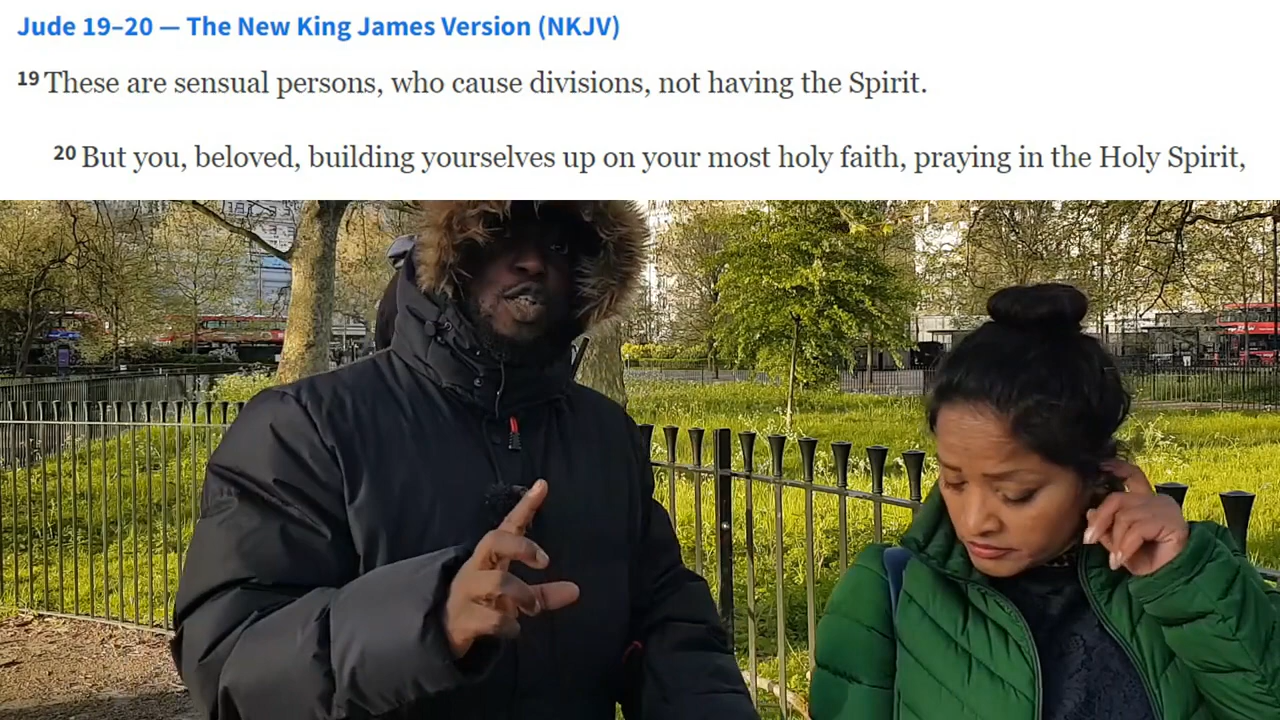 Jude 19–20 — The New King James Version (NKJV)
19 These are sensual persons, who cause divisions, not having the Spirit.
20 But you, beloved, building yourselves up on your most holy faith, praying in the Holy Spirit,